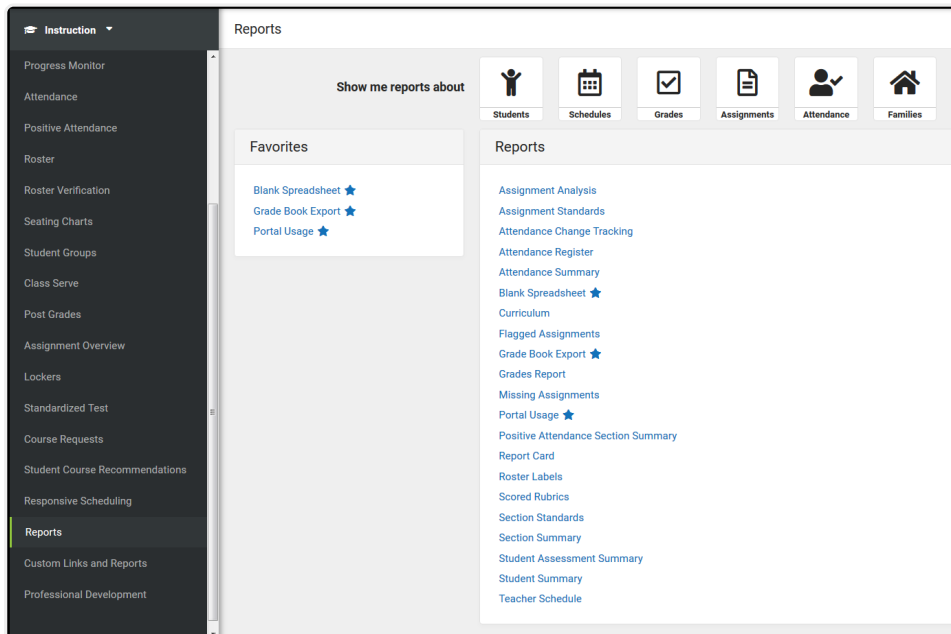 Instruction
Progress Monitor
Attendance
Positive Attendance
Roster
Roster Verification
Seating Charts
Student Groups
Class Serve
Post Grades
Assignment Overview
Lockers
Standardized Test
Course Requests
Student Course Recommendations
Responsive Scheduling
Reports
Custom Links and Reports
Professional Development
Reports
Show me reports about
Students
Schedules
Grades
Assignments
Attendance
Families
Favorites
Blank Spreadsheet
Grade Book Export
Portal Usage
Reports
Assignment Analysis
Assignment Standards
Attendance Change Tracking
Attendance Register
Attendance Summary
Blank Spreadsheet
Curriculum
Flagged Assignments
Grade Book Export
Grades Report
Missing Assignments
Portal Usage
Positive Attendance Section Summary
Report Card
Roster Labels
Scored Rubrics
Section Standards
Section Summary
Student Assessment Summary
Student Summary
Teacher Schedule